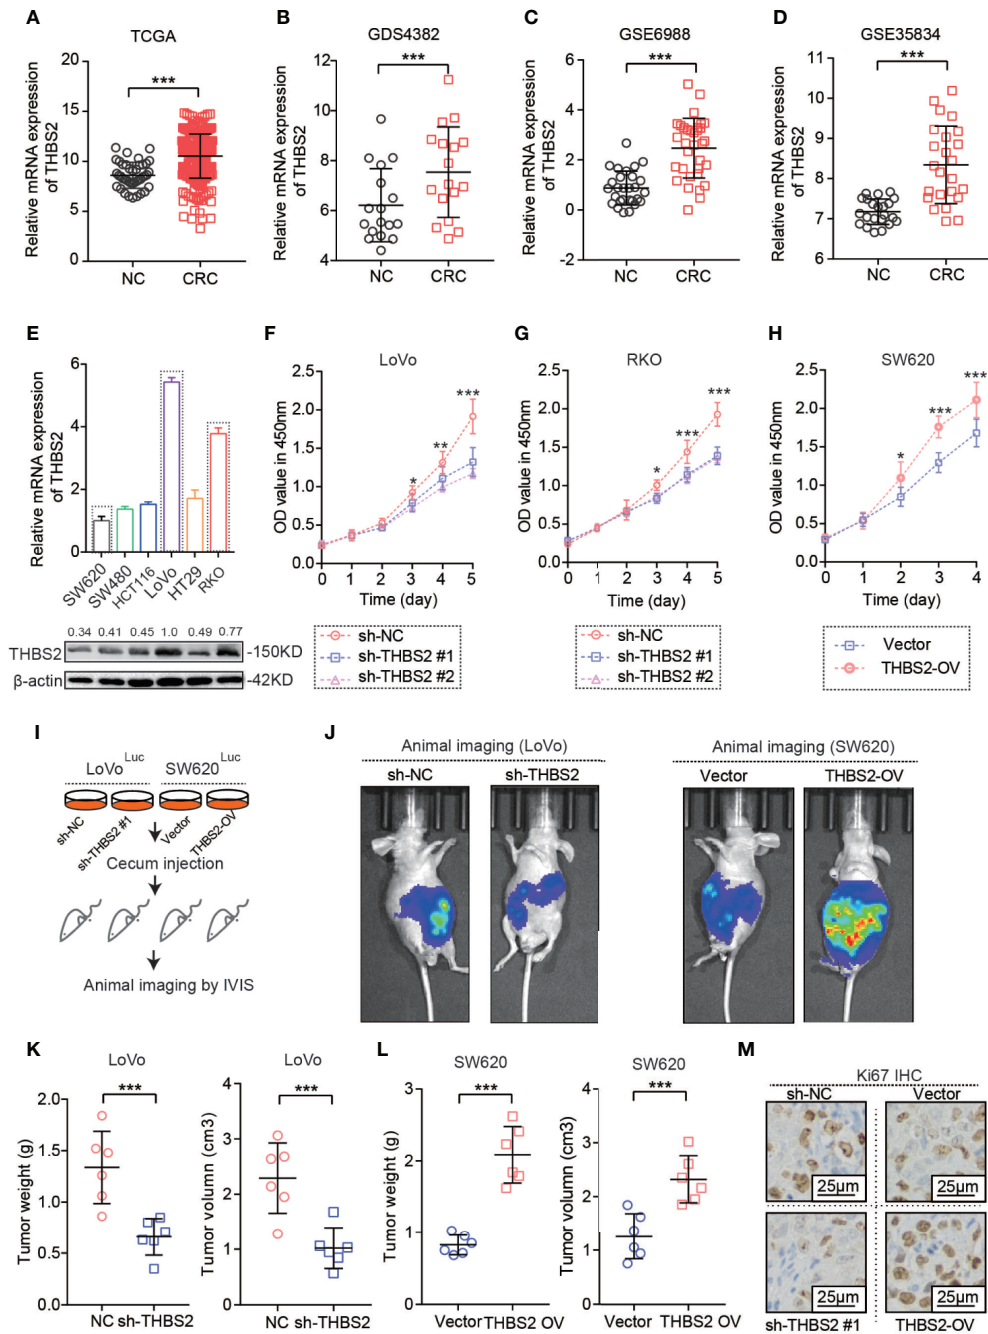 A
TCGA
Relative mRNA expression
of THBS2
20
15
10
5
0
***
NC
CRC
B
GDS4382
Relative mRNA expression
of THBS2
12
10
8
6
4
***
NC
CRC
C
GSE6988
Relative mRNA expression
of THBS2
6
4
2
0
-2
***
NC
CRC
D
GSE35834
Relative mRNA expression
of THBS2
11
10
9
8
7
6
***
NC
CRC
E
Relative mRNA expression
of THBS2
6
4
2
0
SW620
SW480
HCT116
LoVo
HT29
RKO
0.34 0.41 0.45 1.0 0.49 0.77
THBS2
-150KD
β-actin
-42KD
F
LoVo
OD value in 450nm
2.5
2.0
1.5
1.0
0.5
0.0
* ** ***
0 1 2 3 4 5
Time (day)
sh-NC
sh-THBS2 #1
sh-THBS2 #2
G
RKO
OD value in 450nm
2.5
2.0
1.5
1.0
0.5
0.0
* *** ***
0 1 2 3 4 5
Time (day)
sh-NC
sh-THBS2 #1
sh-THBS2 #2
H
SW620
OD value in 450nm
2.5
2.0
1.5
1.0
0.5
0.0
* *** ***
0 1 2 3 4
Time (day)
Vector
THBS2-OV
I
LoVo Luc
SW620 Luc
sh-NC
sh-THBS2 #1
Vector
THBS2-OV
Cecum injection
Animal imaging by IVIS
J
Animal imaging (LoVo)
sh-NC
sh-THBS2
Animal imaging (SW620)
Vector
THBS2-OV
K
LoVo
Tumor weight (g)
2.0
1.5
1.0
0.5
0.0
***
NC sh-THBS2
LoVo
Tumor volumn (cm3)
4
3
2
1
0
***
NC sh-THBS2
L
SW620
Tumor weight (g)
3
2
1
0
***
Vector THBS2 OV
SW620
Tumor volumn (cm3)
4
3
2
1
0
***
Vector THBS2 OV
M
Ki67 IHC
sh-NC
Vector
25μm
25μm
25μm
25μm
sh-THBS2 #1
THBS2-OV